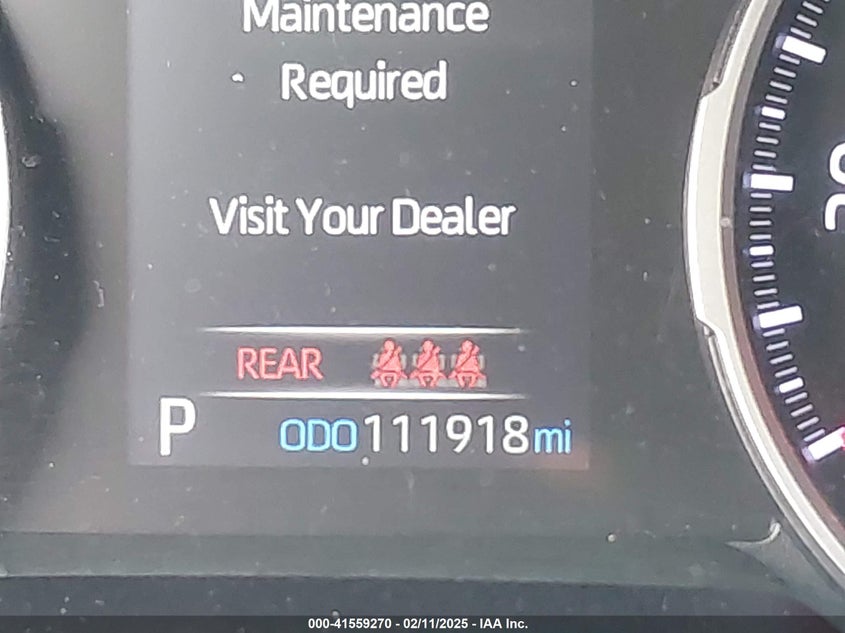 Maintenance
Required
Visit Your Dealer
REAR
P ODO 111918 mi
000-41559270 - 02/11/2025 - IAA Inc.